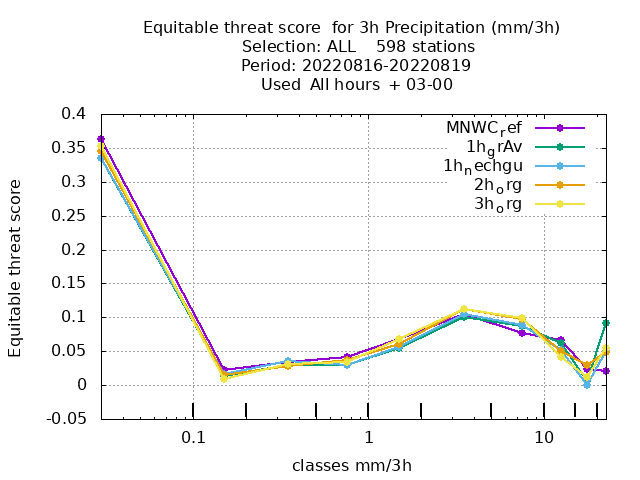 Equitable threat score  for 3h Precipitation (mm/3h)
Selection: ALL    598 stations
Period: 20220816-20220819
Used  All hours  + 03-00
0.4
0.35
0.3
0.25
0.2
0.15
0.1
0.05
0
-0.05
Equitable threat score
MNWC_ref
1h_grAv
1h_nechgu
2h_org
3h_org
0.1 1 10
classes mm/3h